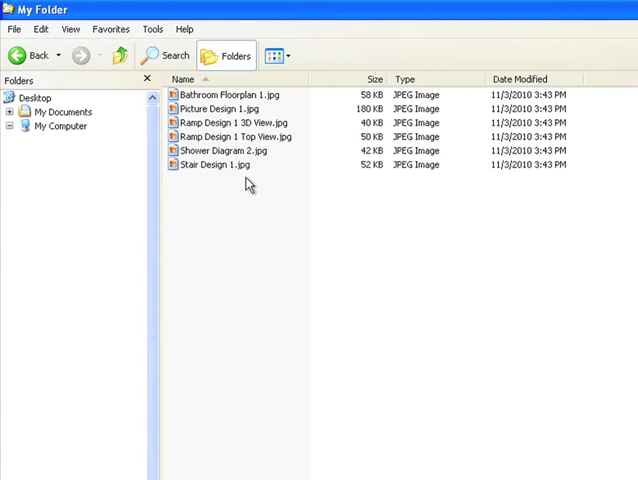 My Folder
File Edit View Favorites Tools Help
Back Search Folders
Folders Name Size Type Date Modified
Desktop Bathroom Floorplan 1.jpg 58 KB JPEG Image 11/3/2010 3:43 PM
My Documents Picture Design 1.jpg 180 KB JPEG Image 11/3/2010 3:43 PM
My Computer Ramp Design 1 3D View.jpg 40 KB JPEG Image 11/3/2010 3:43 PM
Ramp Design 1 Top View.jpg 50 KB JPEG Image 11/3/2010 3:43 PM
Shower Diagram 2.jpg 42 KB JPEG Image 11/3/2010 3:43 PM
Stair Design 1.jpg 52 KB JPEG Image 11/3/2010 3:43 PM